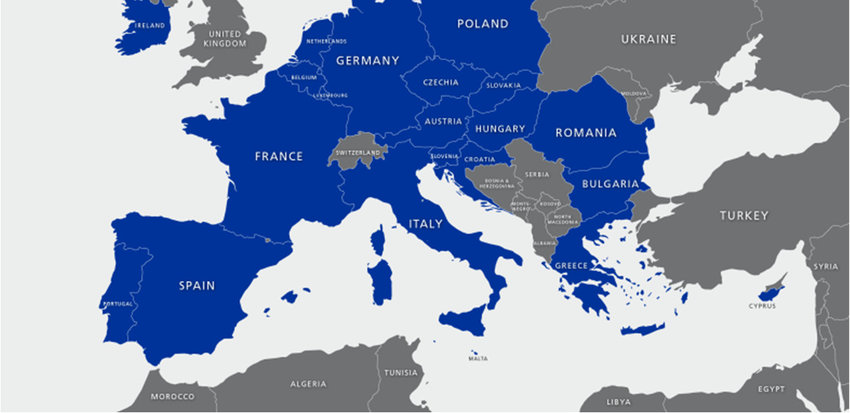 IRELAND
UNITED
KINGDOM
NETHERLANDS
BELGIUM
LUXEMBOURG
GERMANY
POLAND
UKRAINE
CZECHIA
SLOVAKIA
MOLDOVA
AUSTRIA
HUNGARY
ROMANIA
FRANCE
SWITZERLAND
SLOVENIA
CROATIA
BOSNIA &
HERZEGOVINA
SERBIA
BULGARIA
MONTE-
NEGRO
KOSOVO
NORTH
MACEDONIA
ALBANIA
ITALY
TURKEY
GREECE
SPAIN
PORTUGAL
SYRIA
CYPRUS
MALTA
MOROCCO
ALGERIA
TUNISIA
LIBYA
EGYPT